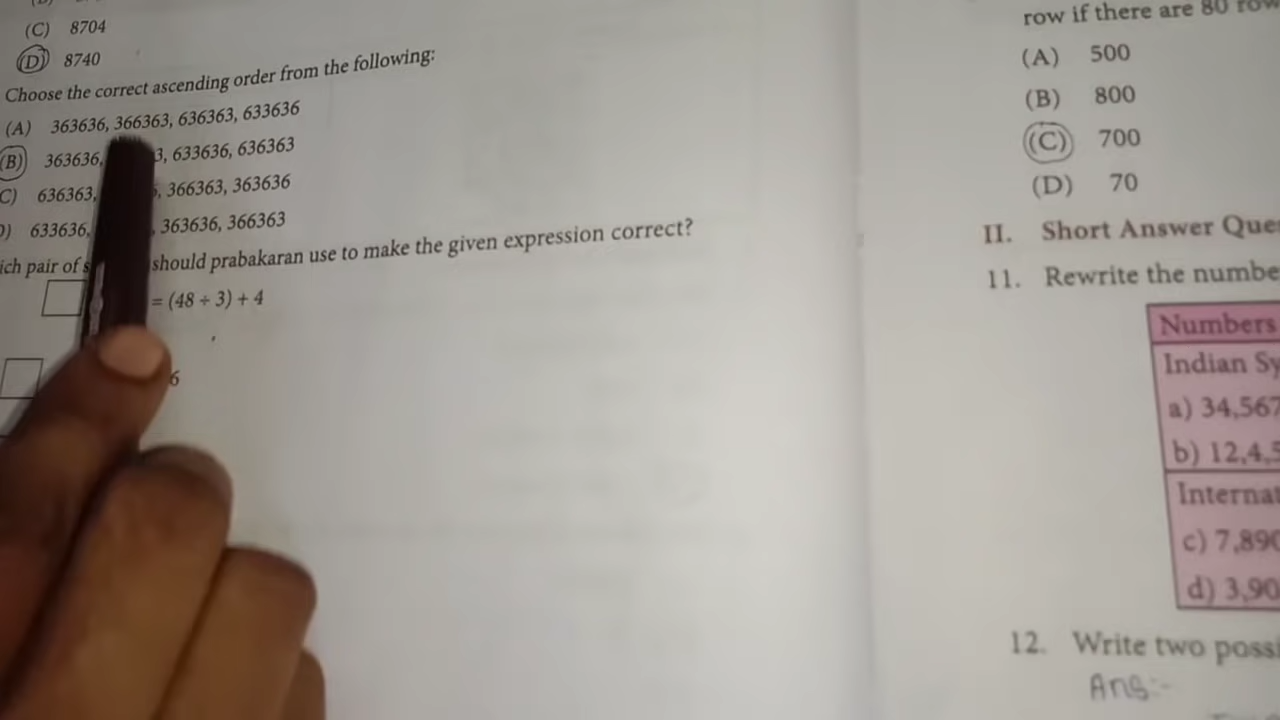 (C) 8704
(D) 8740
Choose the correct ascending order from the following:
(A) 363636, 366363, 636363, 633636
(B) 363636, 3, 633636, 636363
C) 636363, 366363, 363636
) 633636, 363636, 366363
ich pair of s should prabakaran use to make the given expression correct?
= (48 ÷ 3) + 4
6
row if there are 80 row
(A) 500
(B) 800
(C) 700
(D) 70
II. Short Answer Que
11. Rewrite the numbe
Numbers
Indian Sy
a) 34,567
b) 12,4,5
Internat
c) 7,890
d) 3,90
12. Write two poss
Ans:-